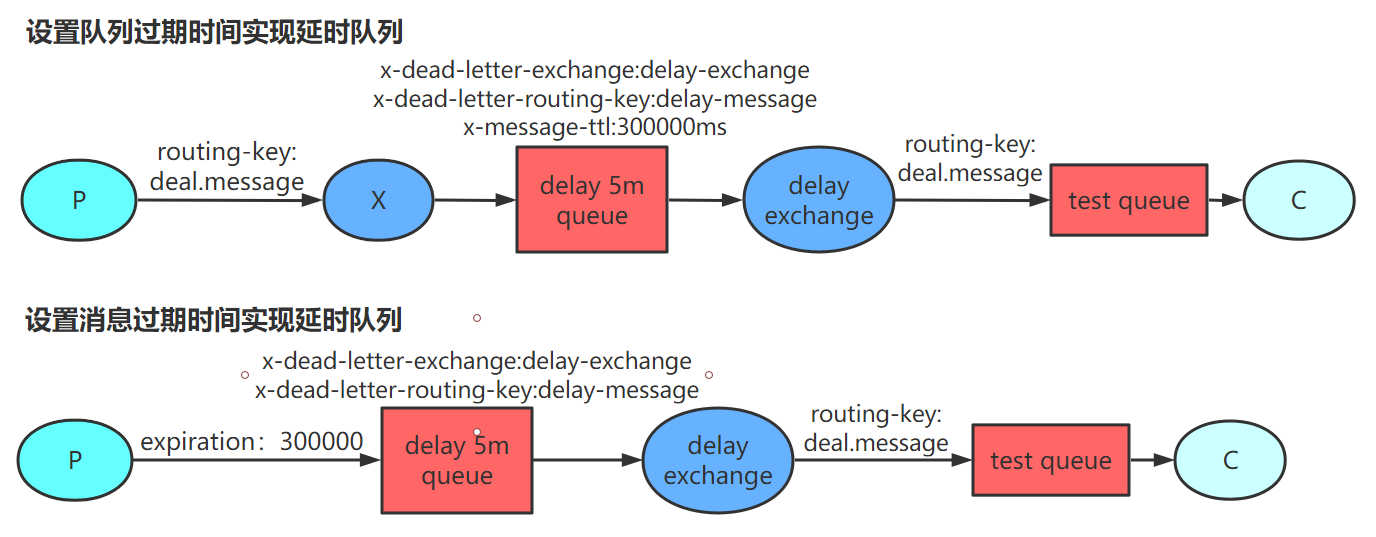 设置队列过期时间实现延时队列
x-dead-letter-exchange:delay-exchange
x-dead-letter-routing-key:delay-message
x-message-ttl:300000ms
routing-key:
deal.message
P
X
delay 5m
queue
delay
exchange
routing-key:
deal.message
test queue
C
设置消息过期时间实现延时队列
x-dead-letter-exchange:delay-exchange
x-dead-letter-routing-key:delay-message
P
expiration：300000
delay 5m
queue
delay
exchange
routing-key:
deal.message
test queue
C